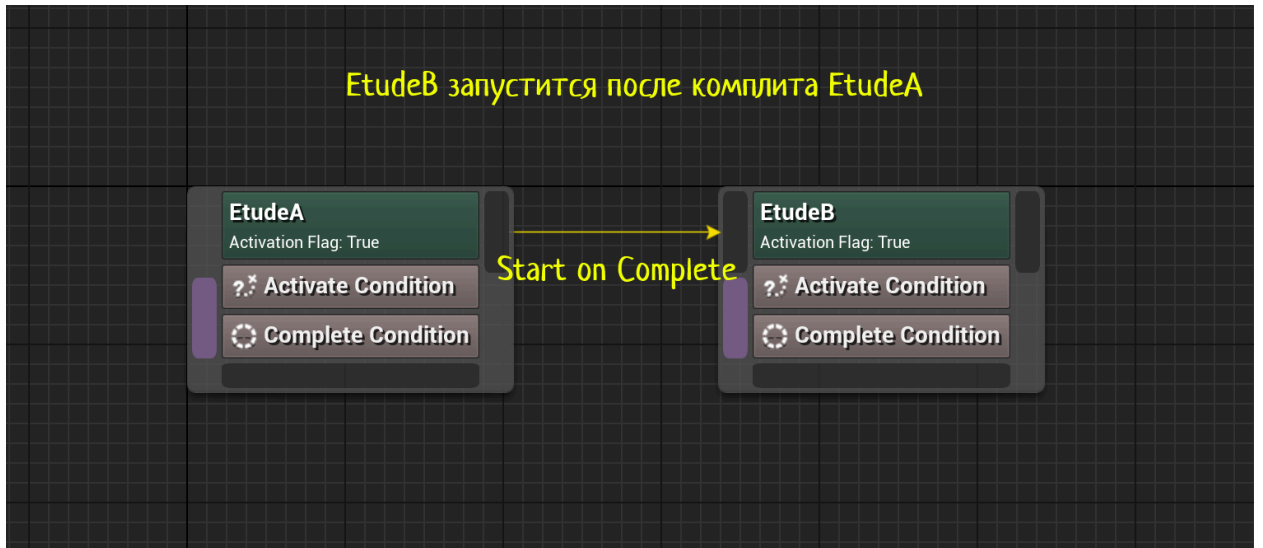 EtudeB запустится после комплита EtudeA
EtudeA
Activation Flag: True
Activate Condition
Complete Condition
Start on Complete
EtudeB
Activation Flag: True
Activate Condition
Complete Condition